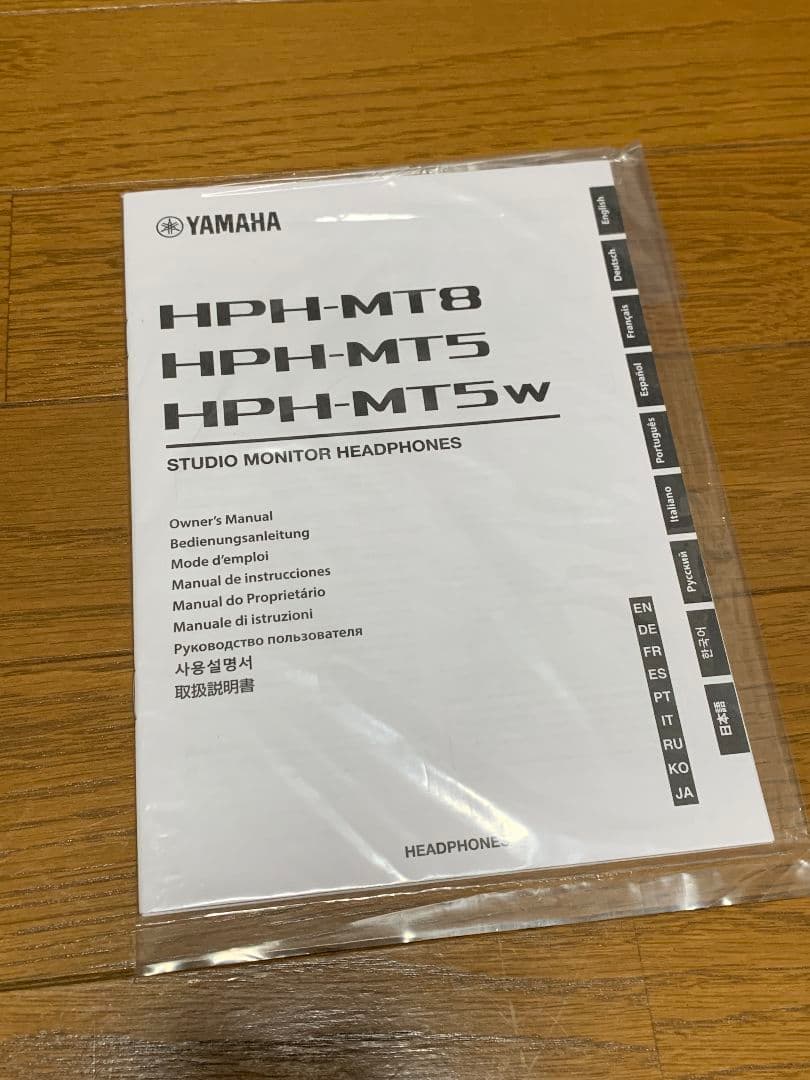 YAMAHA
HPH-MT8
HPH-MT5
HPH-MT5W
STUDIO MONITOR HEADPHONES
Owner's Manual
Bedienungsanleitung
Mode d'emploi
Manual de instrucciones
Manual do Proprietário
Manuale di istruzioni
Руководство пользователя
사용설명서
取扱説明書
HEADPHONES
English
Deutsch
Français
Español
Português
Italiano
Русский
한국어
日本語
EN
DE
FR
ES
PT
IT
RU
KO
JA